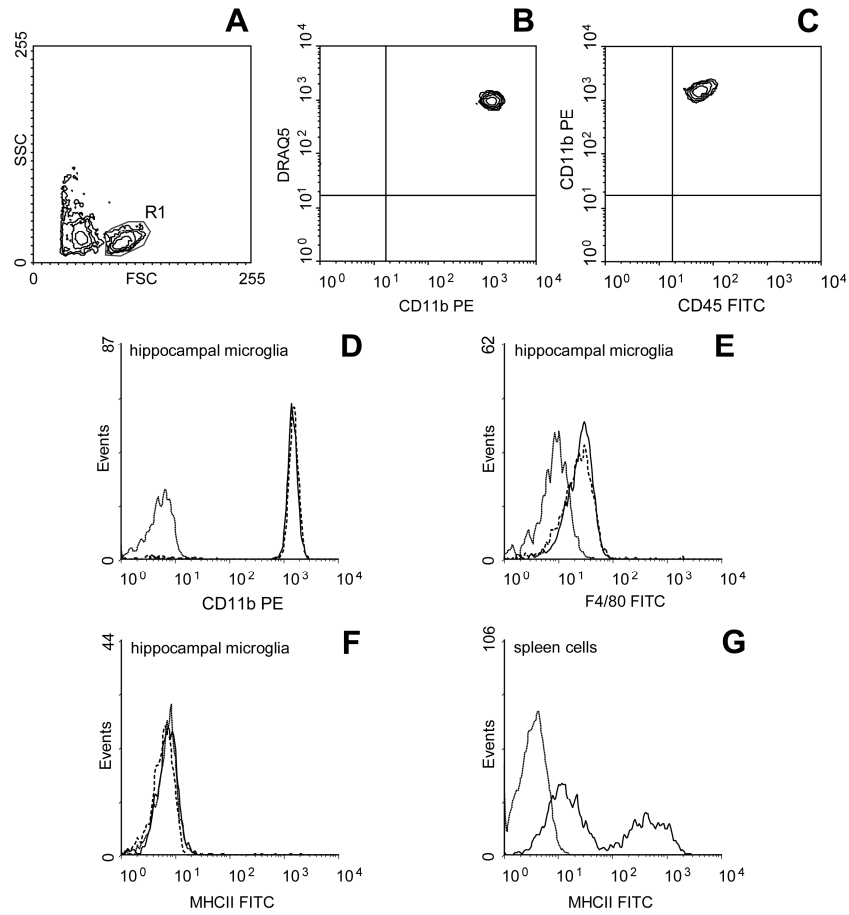 A
255
SSC
0
R1
0
FSC
255
B
10^4
10^3
10^2
10^1
10^0
DRAQ5
10^0
10^1
10^2
10^3
10^4
CD11b PE
C
10^4
10^3
10^2
10^1
10^0
CD11b PE
10^0
10^1
10^2
10^3
10^4
CD45 FITC
D
hippocampal microglia
87
Events
0
10^0
10^1
10^2
10^3
10^4
CD11b PE
E
hippocampal microglia
62
Events
0
10^0
10^1
10^2
10^3
10^4
F4/80 FITC
F
hippocampal microglia
44
Events
0
10^0
10^1
10^2
10^3
10^4
MHCII FITC
G
spleen cells
106
Events
0
10^0
10^1
10^2
10^3
10^4
MHCII FITC